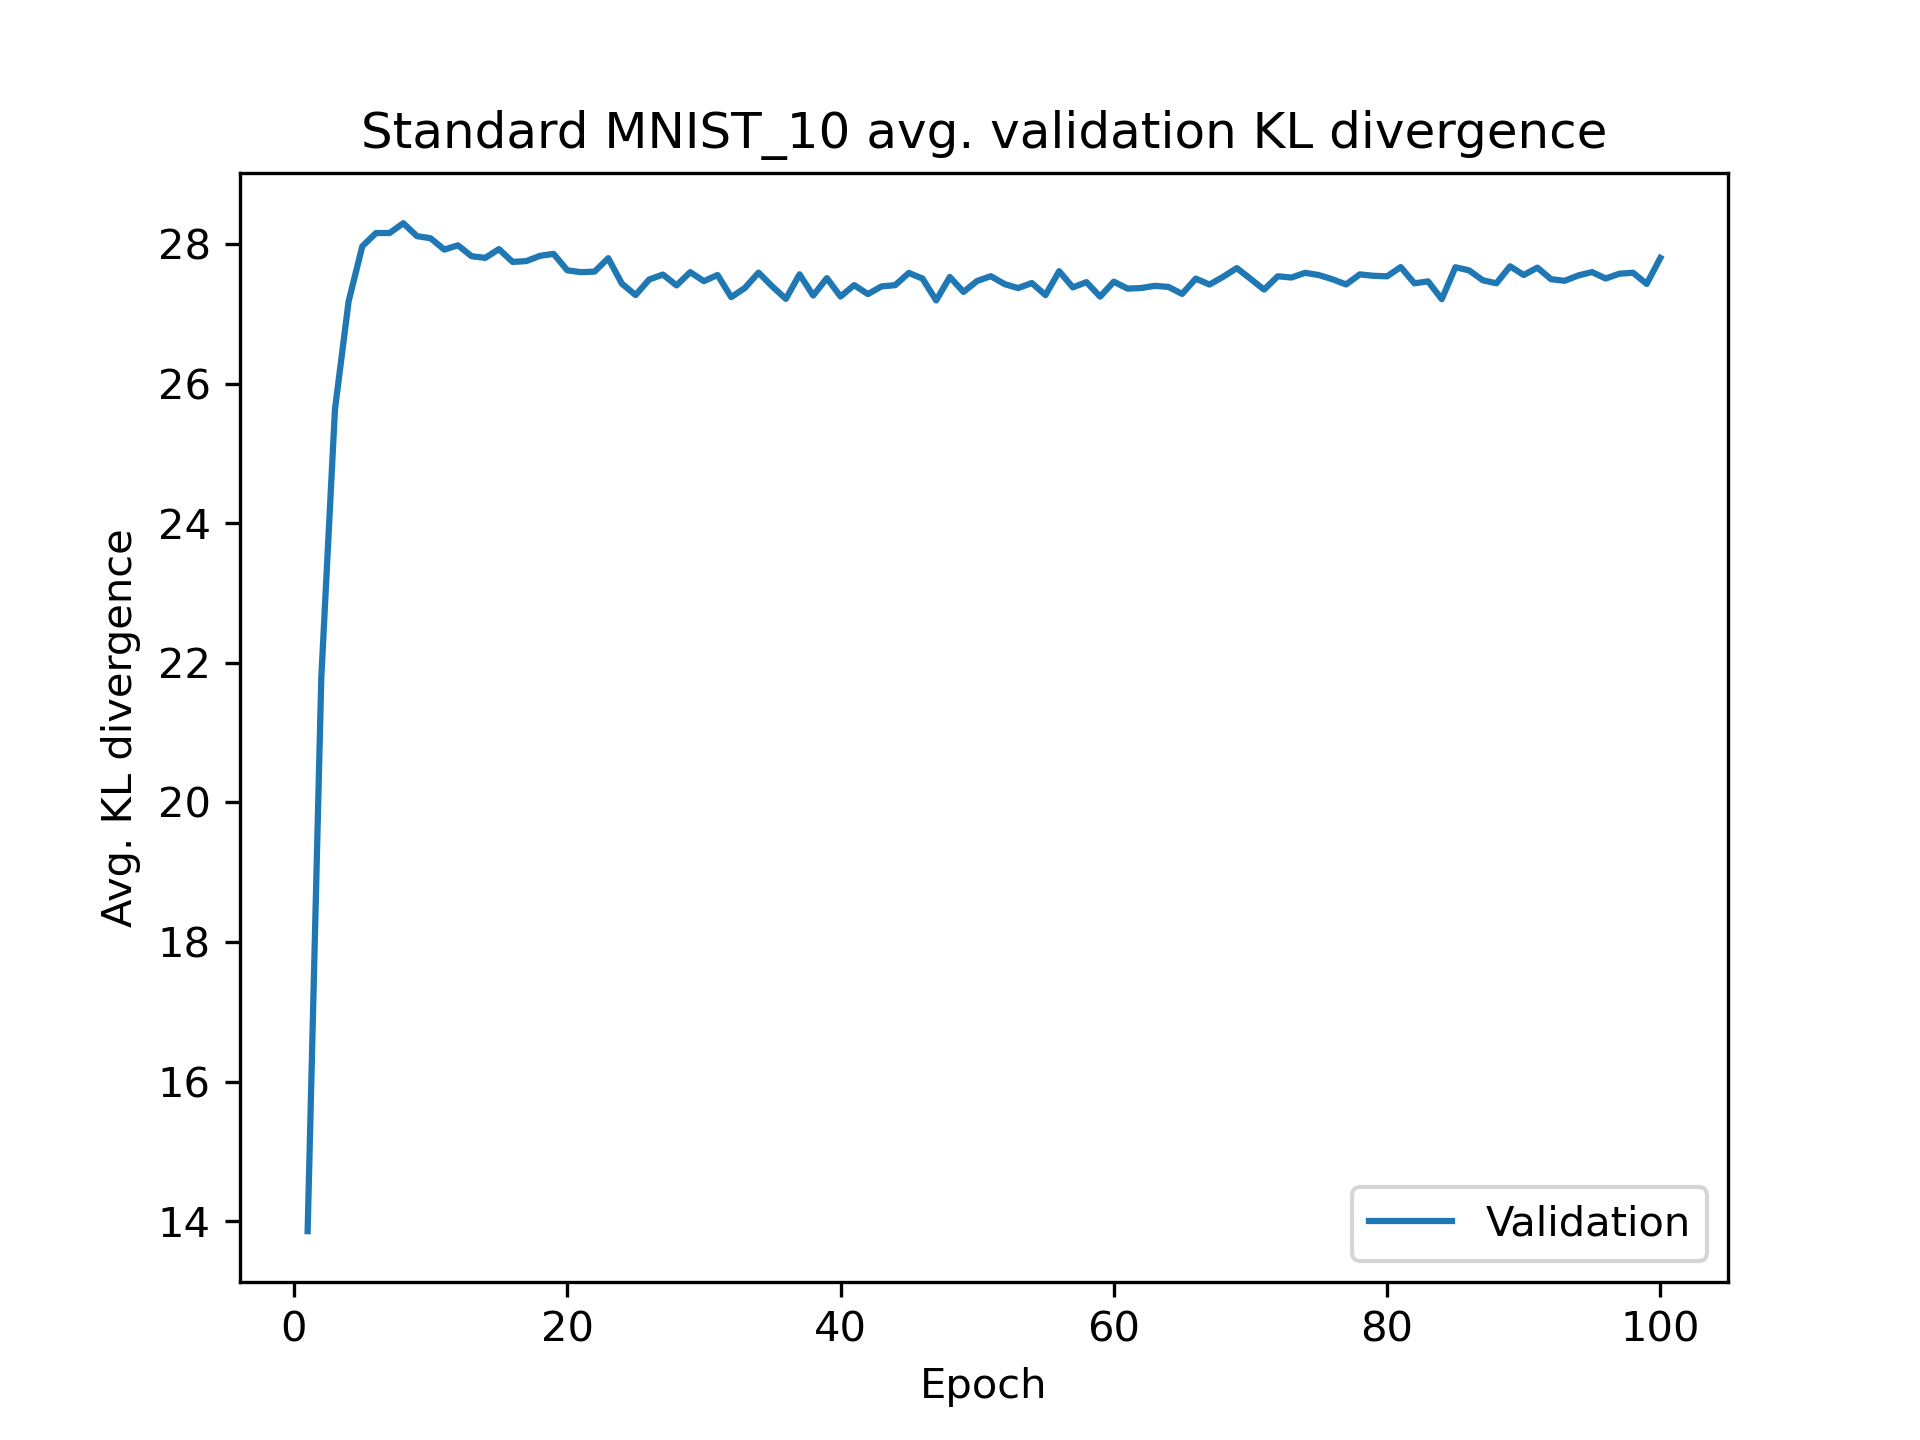 Standard MNIST_10 avg. validation KL divergence
Avg. KL divergence
28
26
24
22
20
18
16
14
Validation
0 20 40 60 80 100
Epoch